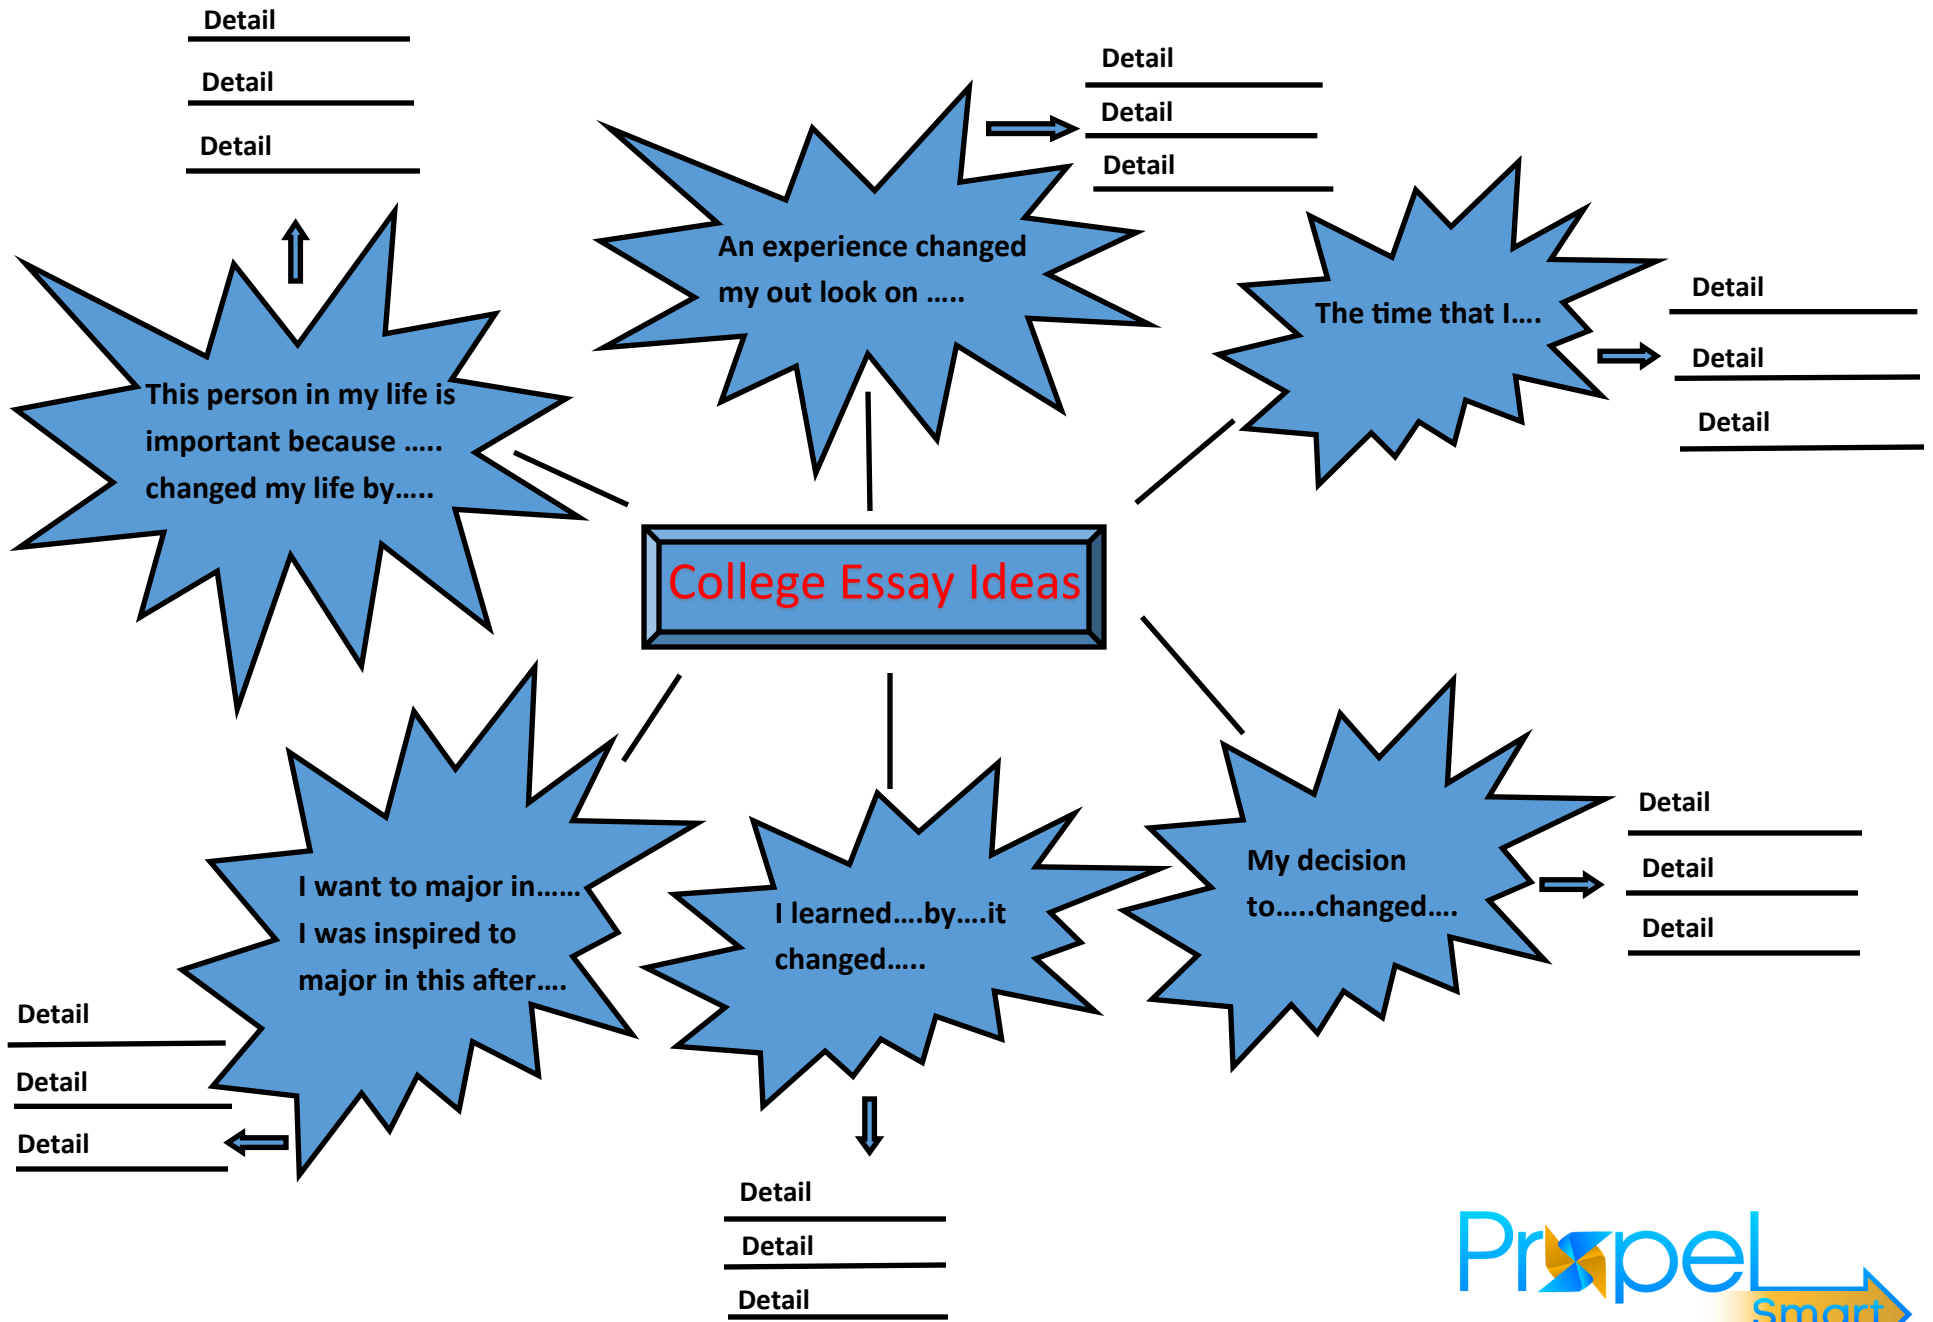 Detail
Detail
Detail
Detail
Detail
Detail
An experience changed
my out look on …..
The time that I….
Detail
Detail
Detail
This person in my life is
important because …..
changed my life by…..
College Essay Ideas
I want to major in……
I was inspired to
major in this after….
Detail
Detail
Detail
I learned….by….it
changed…..
Detail
Detail
Detail
My decision
to…..changed….
Detail
Detail
Detail
Propel
Smart